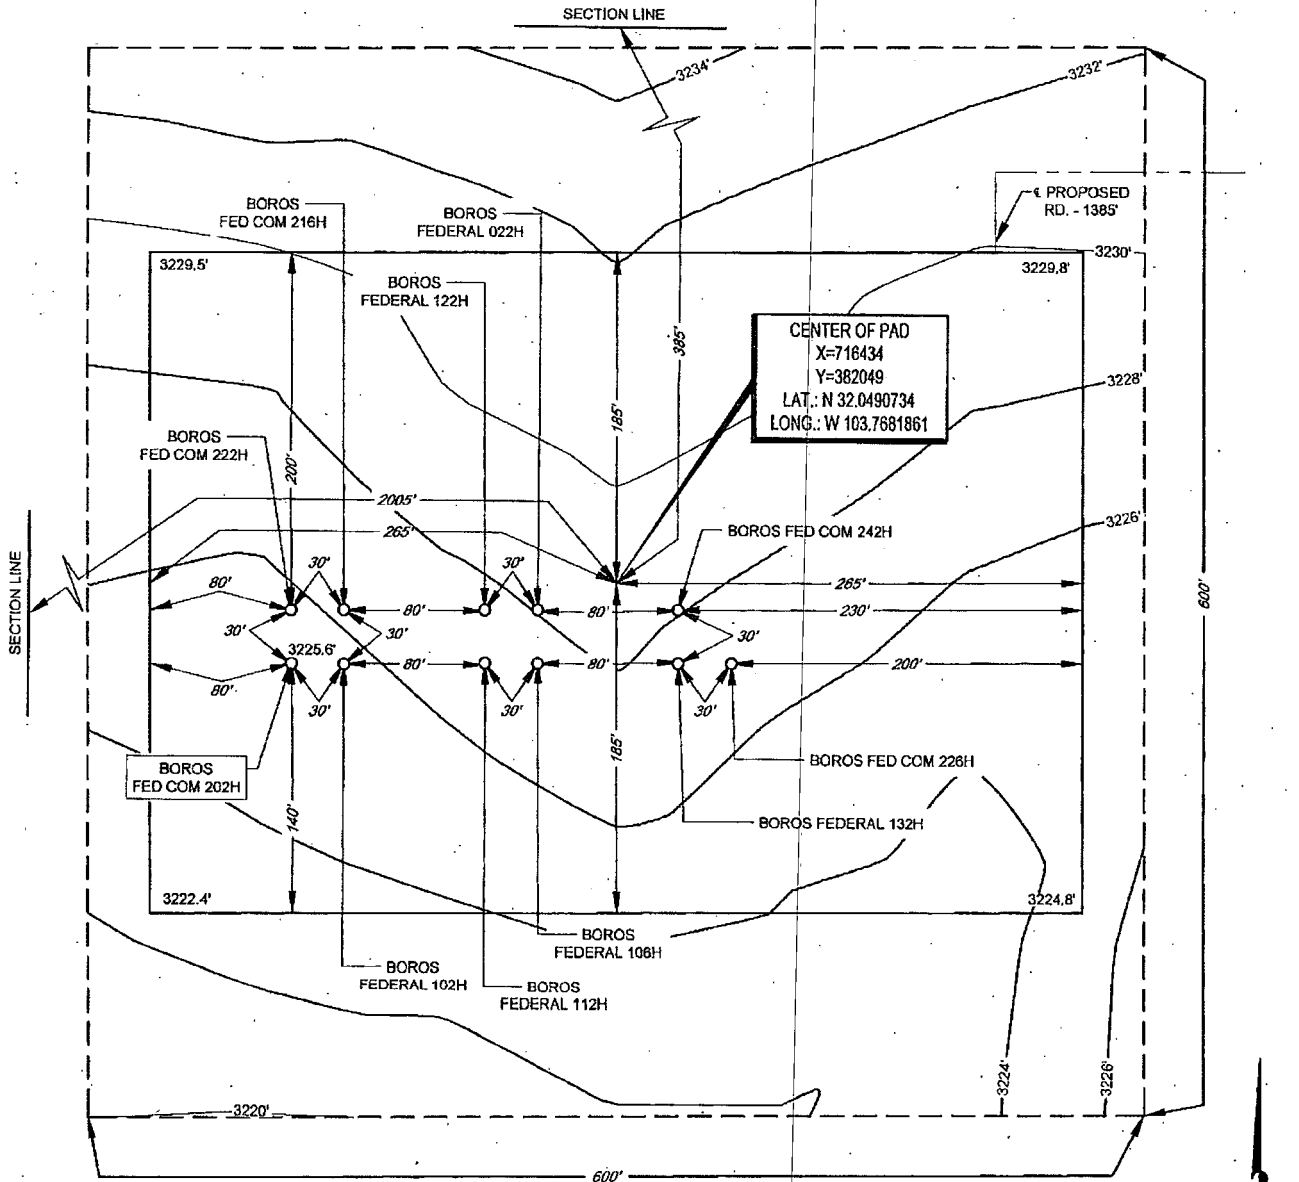 SECTION LINE
3234'
3232'
℄ PROPOSED
RD. - 1385'
BOROS
FED COM 216H
BOROS
FEDERAL 022H
3229.5'
3230'
3229.8'
BOROS
FEDERAL 122H
385'
CENTER OF PAD
X=716434
Y=382049
LAT.: N 32.0490734
LONG.: W 103.7681861
185'
3228'
BOROS
FED COM 222H
200'
2005'
265'
BOROS FED COM 242H
3226'
SECTION LINE
80'
30'
30'
265'
600'
80'
80'
230'
30'
30'
30'
3225.6'
80'
80'
200'
80'
30'
30'
30'
185'
BOROS
FED COM 202H
BOROS FED COM 226H
140'
BOROS FEDERAL 132H
3222.4'
3224.8'
BOROS
FEDERAL 106H
BOROS
FEDERAL 102H
BOROS
FEDERAL 112H
3224'
3226'
3220'
600'